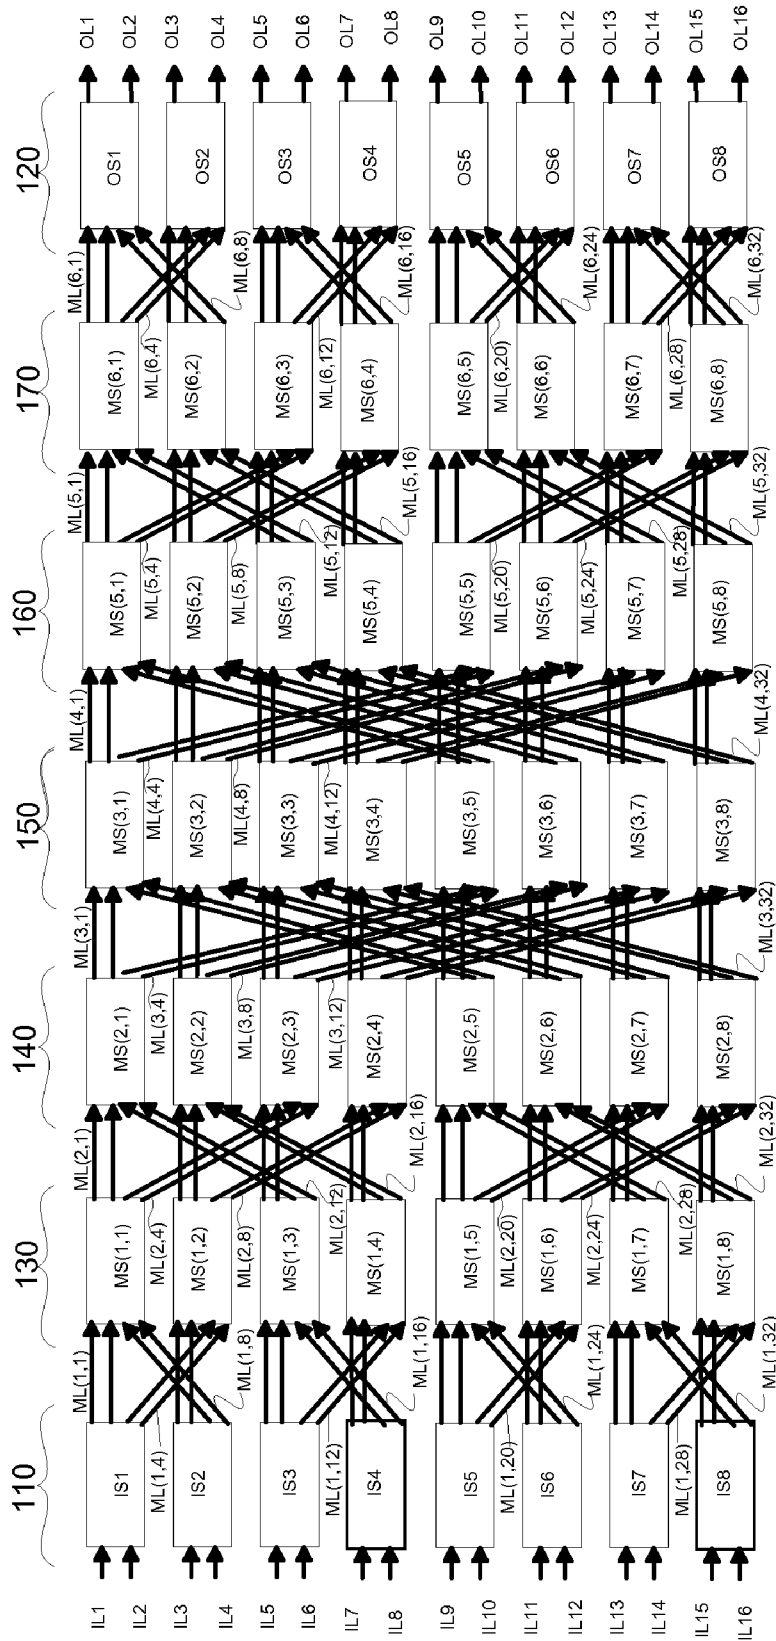 110
130
140
150
160
170
120
IL1
IL2
IL3
IL4
IL5
IL6
IL7
IL8
IL9
IL10
IL11
IL12
IL13
IL14
IL15
IL16
IS1
IS2
IS3
IS4
IS5
IS6
IS7
IS8
ML(1,1)
ML(1,4)
ML(1,8)
ML(1,12)
ML(1,16)
ML(1,20)
ML(1,24)
ML(1,28)
ML(1,32)
MS(1,1)
MS(1,2)
MS(1,3)
MS(1,4)
MS(1,5)
MS(1,6)
MS(1,7)
MS(1,8)
ML(2,1)
ML(2,4)
ML(2,8)
ML(2,12)
ML(2,16)
ML(2,20)
ML(2,24)
ML(2,28)
ML(2,32)
MS(2,1)
MS(2,2)
MS(2,3)
MS(2,4)
MS(2,5)
MS(2,6)
MS(2,7)
MS(2,8)
ML(3,1)
ML(3,4)
ML(3,8)
ML(3,12)
ML(3,32)
MS(3,1)
MS(3,2)
MS(3,3)
MS(3,4)
MS(3,5)
MS(3,6)
MS(3,7)
MS(3,8)
ML(4,1)
ML(4,4)
ML(4,8)
ML(4,12)
ML(4,32)
MS(5,1)
MS(5,2)
MS(5,3)
MS(5,4)
MS(5,5)
MS(5,6)
MS(5,7)
MS(5,8)
ML(5,1)
ML(5,4)
ML(5,8)
ML(5,12)
ML(5,16)
ML(5,20)
ML(5,24)
ML(5,28)
ML(5,32)
MS(6,1)
MS(6,2)
MS(6,3)
MS(6,4)
MS(6,5)
MS(6,6)
MS(6,7)
MS(6,8)
ML(6,1)
ML(6,4)
ML(6,8)
ML(6,12)
ML(6,16)
ML(6,20)
ML(6,24)
ML(6,28)
ML(6,32)
OS1
OS2
OS3
OS4
OS5
OS6
OS7
OS8
OL1
OL2
OL3
OL4
OL5
OL6
OL7
OL8
OL9
OL10
OL11
OL12
OL13
OL14
OL15
OL16